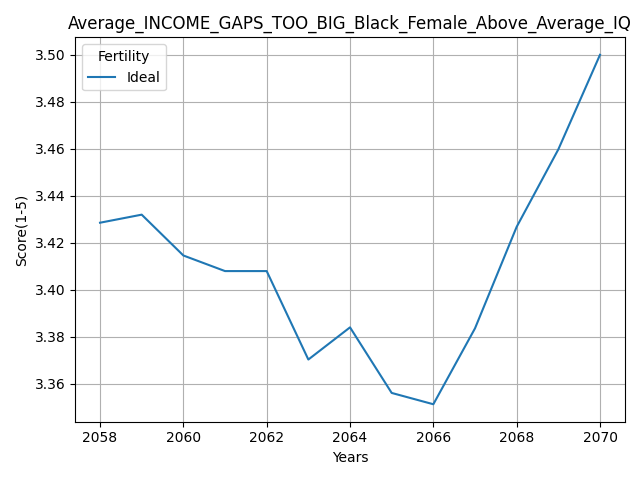 Average_INCOME_GAPS_TOO_BIG_Black_Female_Above_Average_IQ
Fertility
Ideal
3.50
3.48
3.46
3.44
3.42
3.40
3.38
3.36
Score(1-5)
2058 2060 2062 2064 2066 2068 2070
Years